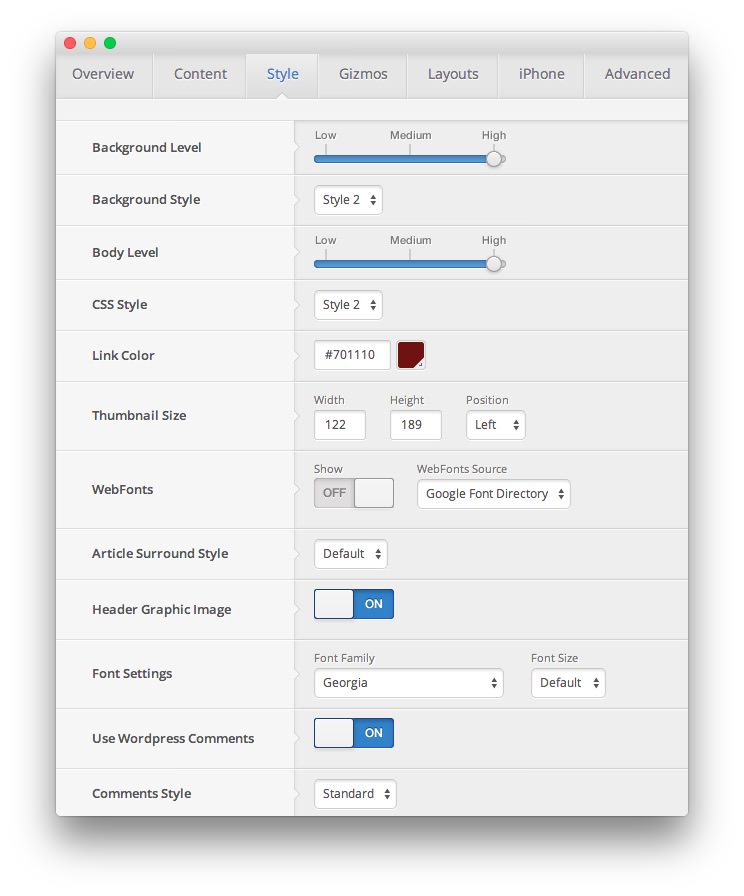 Overview Content Style Gizmos Layouts iPhone Advanced
Low Medium High
Background Level
Background Style Style 2
Low Medium High
Body Level
CSS Style Style 2
Link Color #701110
Width Height Position
Thumbnail Size 122 189 Left
Show WebFonts Source
WebFonts OFF Google Font Directory
Article Surround Style Default
Header Graphic Image ON
Font Family Font Size
Font Settings Georgia Default
Use Wordpress Comments ON
Comments Style Standard